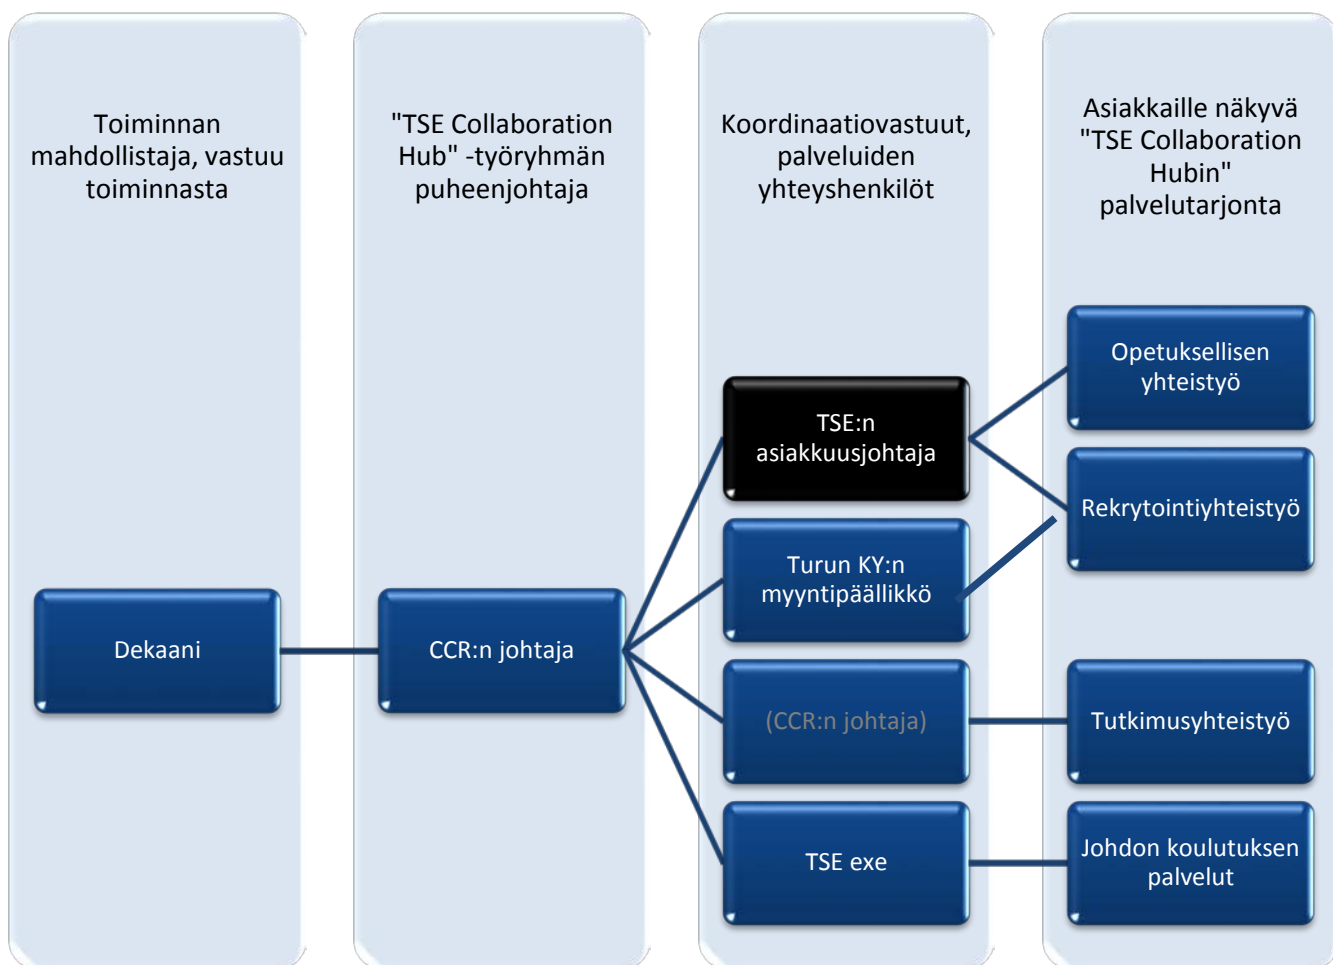 Toiminnan
mahdollistaja, vastuu
toiminnasta
"TSE Collaboration
Hub" -työryhmän
puheenjohtaja
Koordinaatiovastuut,
palveluiden
yhteyshenkilöt
Asiakkaille näkyvä
"TSE Collaboration
Hubin"
palvelutarjonta
Dekaani
CCR:n johtaja
TSE:n
asiakkuusjohtaja
Turun KY:n
myyntipäällikkö
(CCR:n johtaja)
TSE exe
Opetuksellisen
yhteistyö
Rekrytointiyhteistyö
Tutkimusyhteistyö
Johdon koulutuksen
palvelut